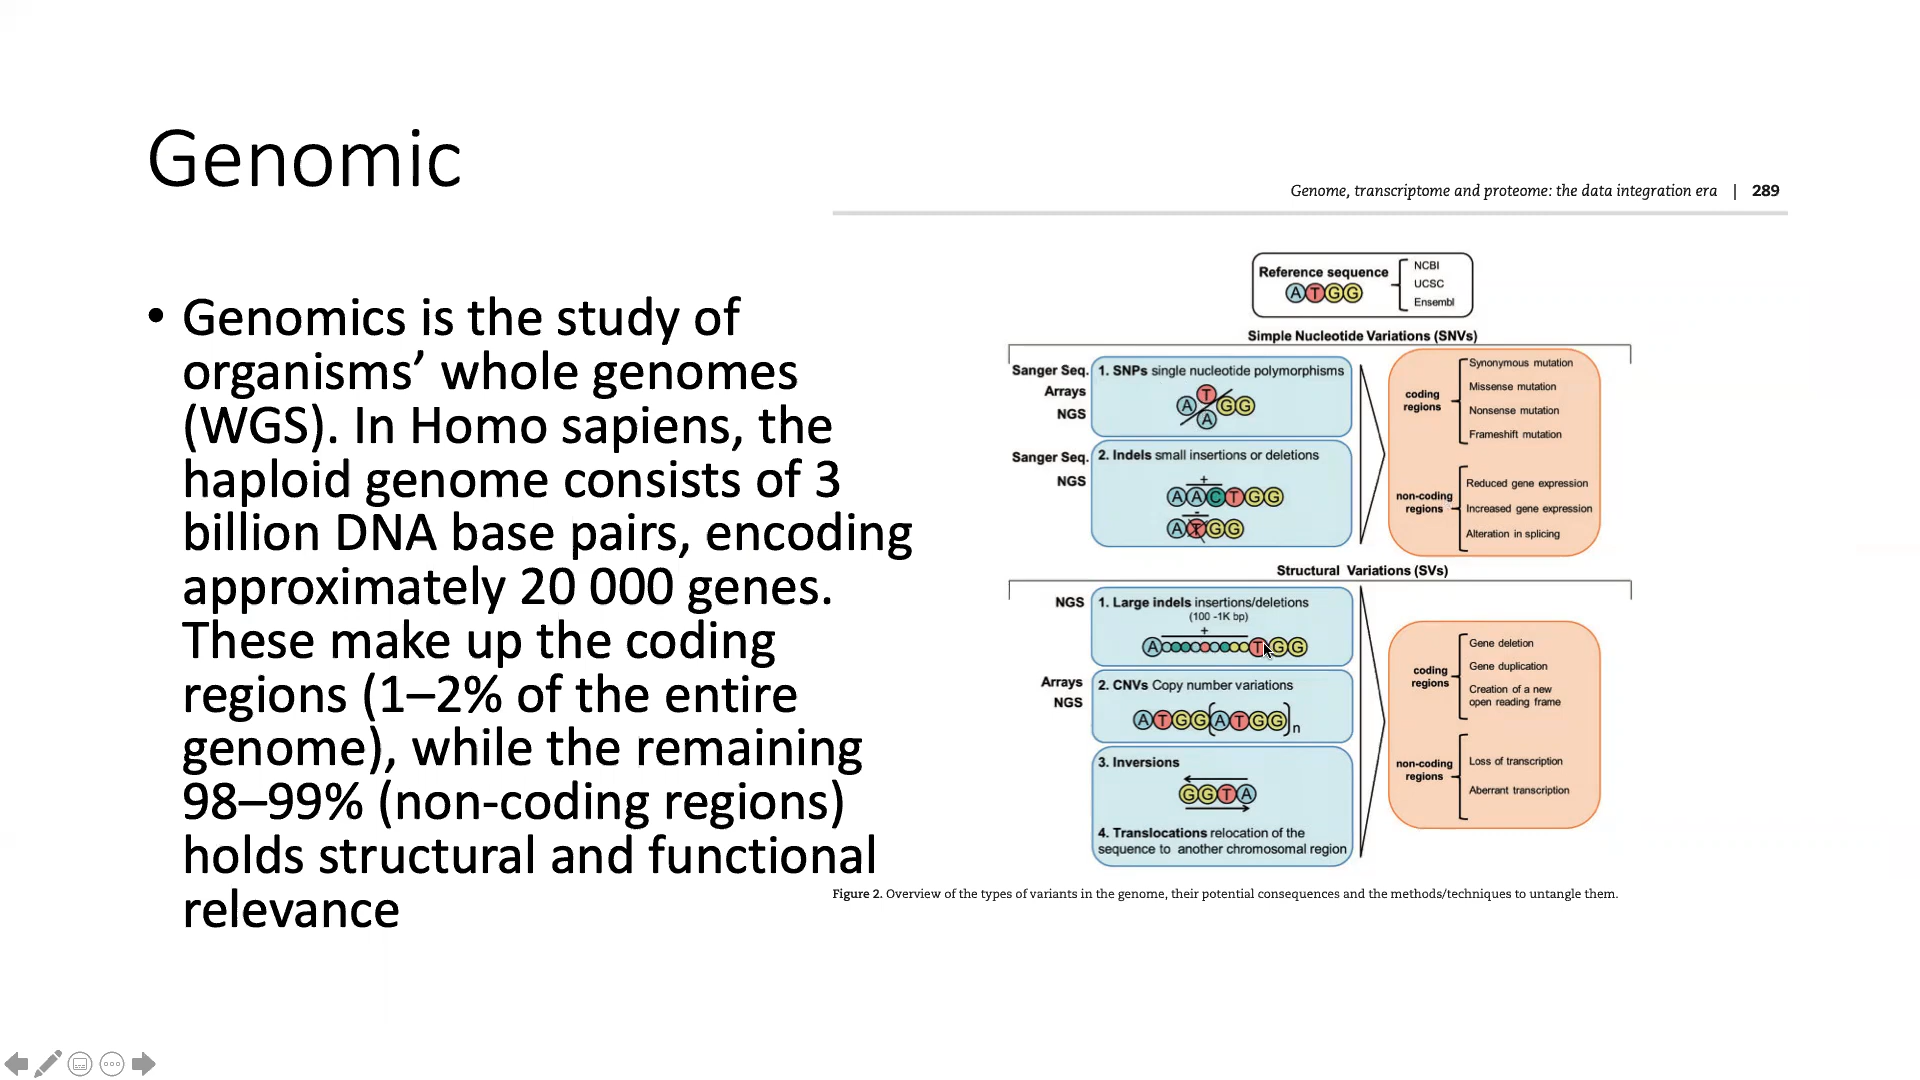 Genomic
• Genomics is the study of
organisms’ whole genomes
(WGS). In Homo sapiens, the
haploid genome consists of 3
billion DNA base pairs, encoding
approximately 20 000 genes.
These make up the coding
regions (1–2% of the entire
genome), while the remaining
98–99% (non-coding regions)
holds structural and functional
relevance
Genome, transcriptome and proteome: the data integration era | 289
Reference sequence
ATGG
NCBI
UCSC
Ensembl
Simple Nucleotide Variations (SNVs)
Sanger Seq.
Arrays
NGS
1. SNPs single nucleotide polymorphisms
T
A GG
A
Sanger Seq.
NGS
2. Indels small insertions or deletions
+
AACTGG
-
ATGG
coding
regions
Synonymous mutation
Missense mutation
Nonsense mutation
Frameshift mutation
non-coding
regions
Reduced gene expression
Increased gene expression
Alteration in splicing
Structural Variations (SVs)
NGS
1. Large indels insertions/deletions
(100 -1K bp)
+
A TGG
Arrays
NGS
2. CNVs Copy number variations
ATGG(ATGG)n
3. Inversions
GGTA
4. Translocations relocation of the
sequence to another chromosomal region
coding
regions
Gene deletion
Gene duplication
Creation of a new
open reading frame
non-coding
regions
Loss of transcription
Aberrant transcription
Figure 2. Overview of the types of variants in the genome, their potential consequences and the methods/techniques to untangle them.